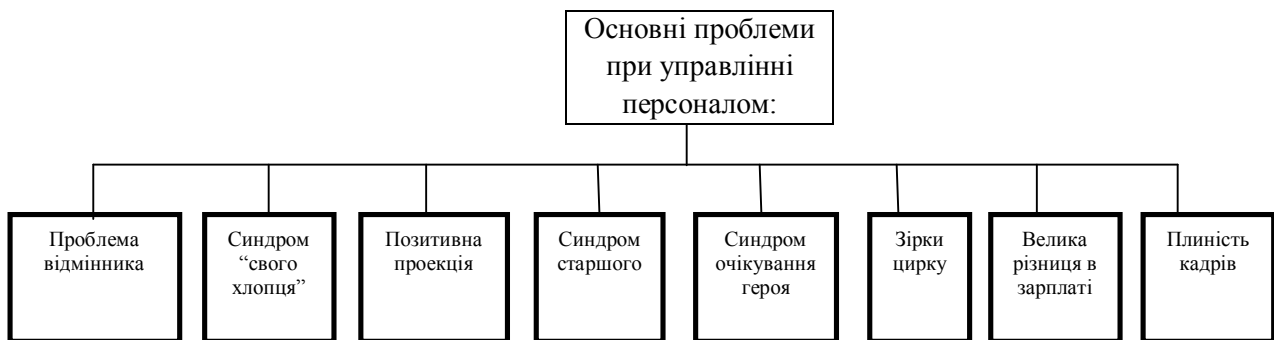 Основні проблеми
при управлінні
персоналом:
Проблема
відмінника
Синдром
“свого
хлопця”
Позитивна
проекція
Синдром
старшого
Синдром
очікування
героя
Зірки
цирку
Велика
різниця в
зарплаті
Плиність
кадрів